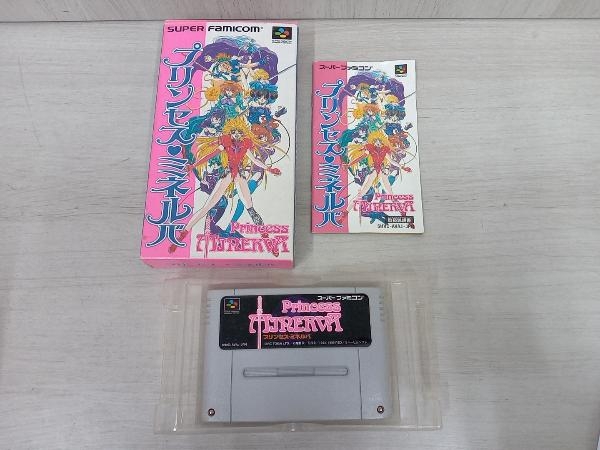 SUPER FAMICOM
プリンセス・ミネルバ
Princess
MINERVA
スーパーファミコン
プリンセス・ミネルバ
Princess
MINERVA
取扱説明書
スーパーファミコン
Princess
MINERVA
プリンセス・ミネルバ